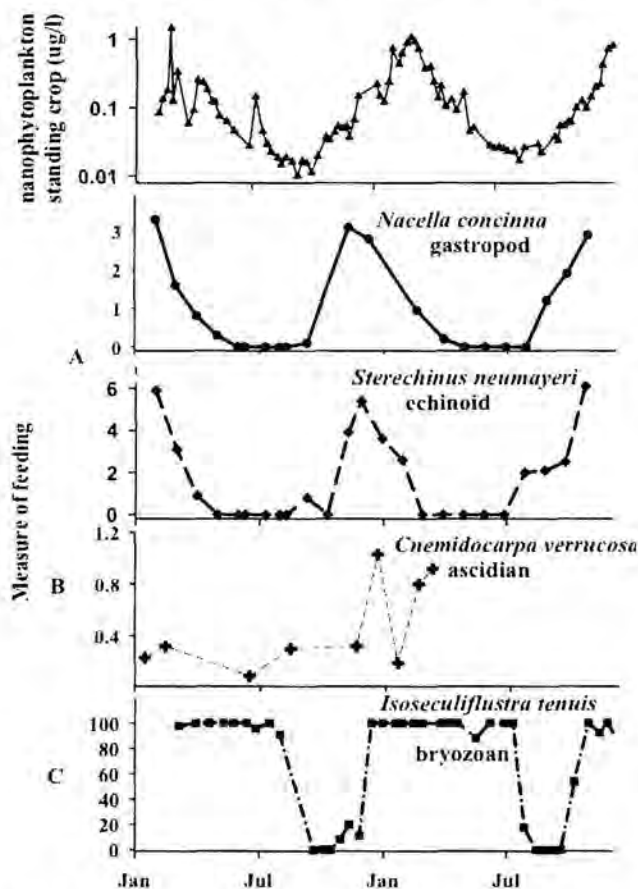 nanophytoplankton
standing crop (ug/l)
1
0.1
0.01
Nacella concinna
gastropod
3
2
1
0
A
Sterechinus neumayeri
echinoid
6
4
2
0
Measure of feeding
Cnemidocarpa verrucosa
ascidian
1.2
0.8
0.4
B
Isoseculiflustra tenuis
bryozoan
100
80
60
40
20
0
C
Jan Jul Jan Jul